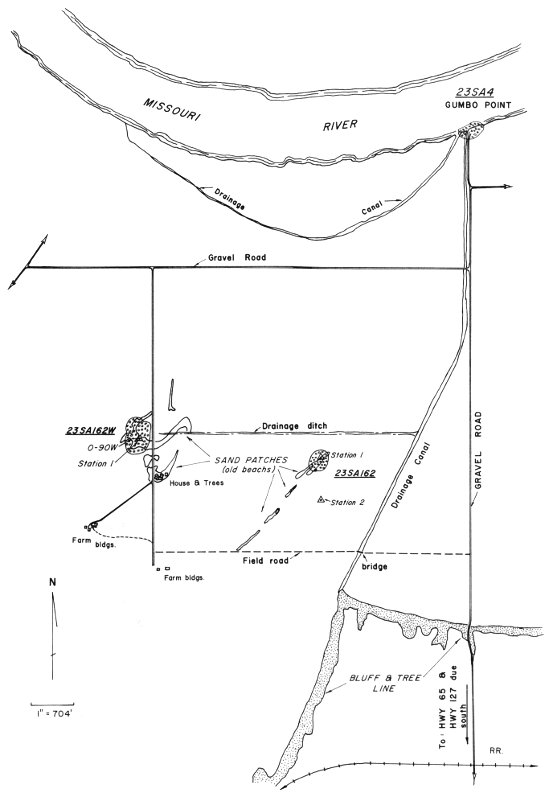 23SA4
GUMBO POINT
MISSOURI
RIVER
Drainage
Canal
Gravel Road
23SA162W
0-90W
Station 1
Drainage ditch
SAND PATCHES
(old beachs)
Station 1
23SA162
House & Trees
Station 2
Drainage Canal
GRAVEL ROAD
Farm bldgs.
Field road
bridge
Farm bldgs.
N
1" = 704'
BLUFF & TREE
LINE
To: HWY 65 &
HWY 127 due
south
RR.